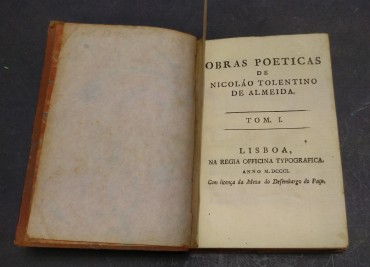 OBRAS POETICAS
DE
NICOLÁO TOLENTINO
DE ALMEIDA.
TOM. I.
LISBOA,
NA REGIA OFFICINA TYPOGRAFICA.
ANNO M. DCCCI.
Com licença da Meza do Desembargo do Paço.